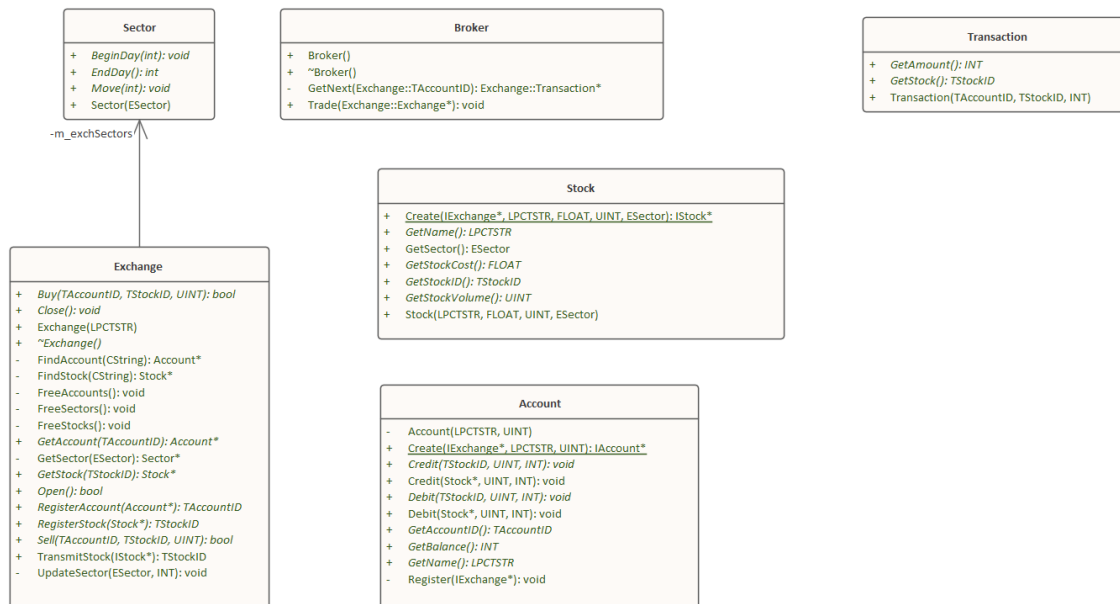 Sector
+ BeginDay(int): void
+ EndDay(): int
+ Move(int): void
+ Sector(ESector)
Broker
+ Broker()
+ ~Broker()
- GetNext(Exchange::TAccountID): Exchange::Transaction*
+ Trade(Exchange::Exchange*): void
Transaction
+ GetAmount(): INT
+ GetStock(): TStockID
+ Transaction(TAccountID, TStockID, INT)
-m_exchSectors
Stock
+ Create(IExchange*, LPCTSTR, FLOAT, UINT, ESector): IStock*
+ GetName(): LPCTSTR
+ GetSector(): ESector
+ GetStockCost(): FLOAT
+ GetStockID(): TStockID
+ GetStockVolume(): UINT
+ Stock(LPCTSTR, FLOAT, UINT, ESector)
Exchange
+ Buy(TAccountID, TStockID, UINT): bool
+ Close(): void
+ Exchange(LPCTSTR)
+ ~Exchange()
- FindAccount(CString): Account*
- FindStock(CString): Stock*
- FreeAccounts(): void
- FreeSectors(): void
- FreeStocks(): void
+ GetAccount(TAccountID): Account*
- GetSector(ESector): Sector*
+ GetStock(TStockID): Stock*
+ Open(): bool
+ RegisterAccount(Account*): TAccountID
+ RegisterStock(Stock*): TStockID
+ Sell(TAccountID, TStockID, UINT): bool
+ TransmitStock(IStock*): TStockID
- UpdateSector(ESector, INT): void
Account
- Account(LPCTSTR, UINT)
+ Create(IExchange*, LPCTSTR, UINT): IAccount*
+ Credit(TStockID, UINT, INT): void
+ Credit(Stock*, UINT, INT): void
+ Debit(TStockID, UINT, INT): void
+ Debit(Stock*, UINT, INT): void
+ GetAccountID(): TAccountID
+ GetBalance(): INT
+ GetName(): LPCTSTR
- Register(IExchange*): void